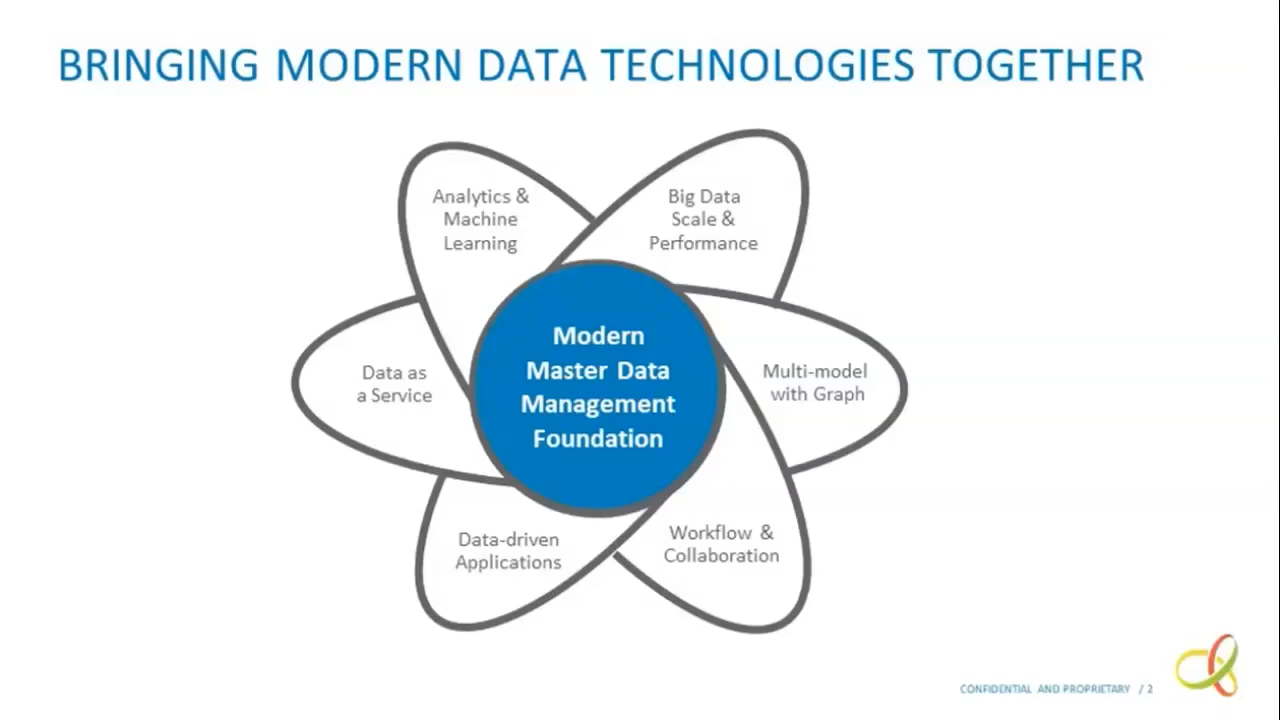 BRINGING MODERN DATA TECHNOLOGIES TOGETHER
Analytics &
Machine
Learning
Big Data
Scale &
Performance
Modern
Master Data
Management
Foundation
Data as
a Service
Multi-model
with Graph
Data-driven
Applications
Workflow &
Collaboration
CONFIDENTIAL AND PROPRIETARY / 2